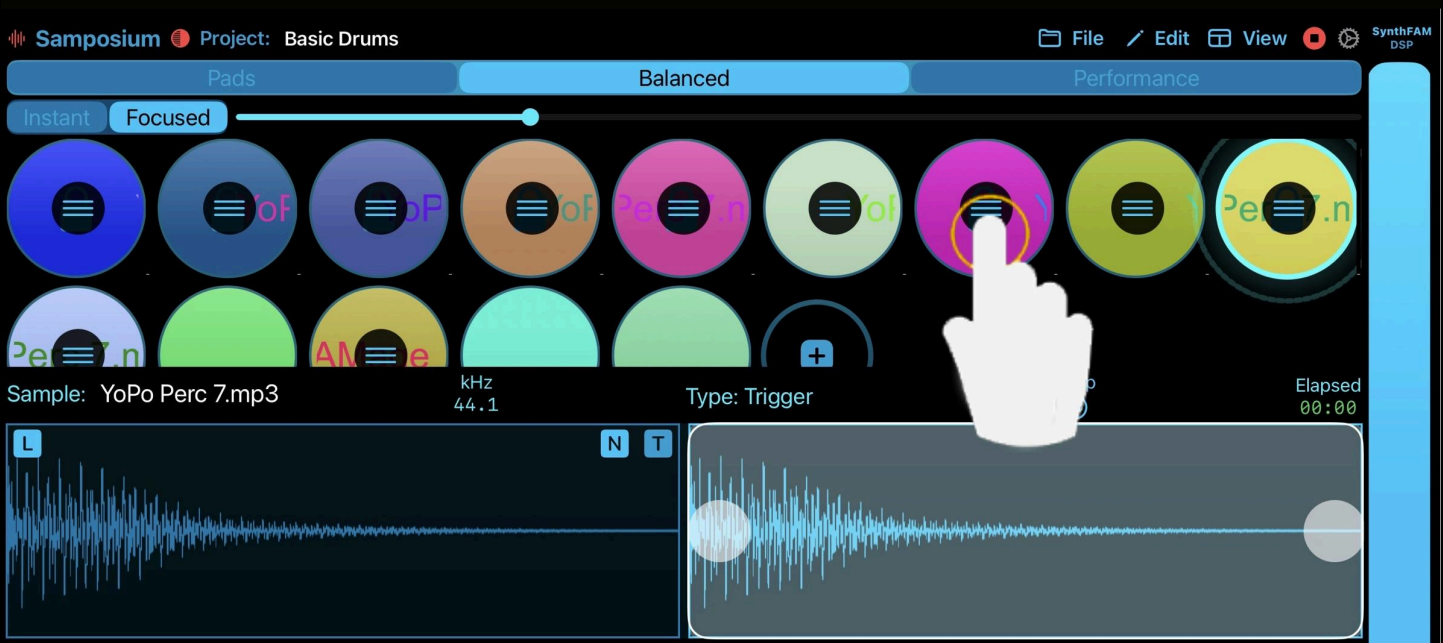 Samposium Project: Basic Drums File Edit View SynthFAM DSP
Pads Balanced Performance
Instant Focused
Sample: YoPo Perc 7.mp3 kHz 44.1 Type: Trigger Elapsed 00:00
L N T